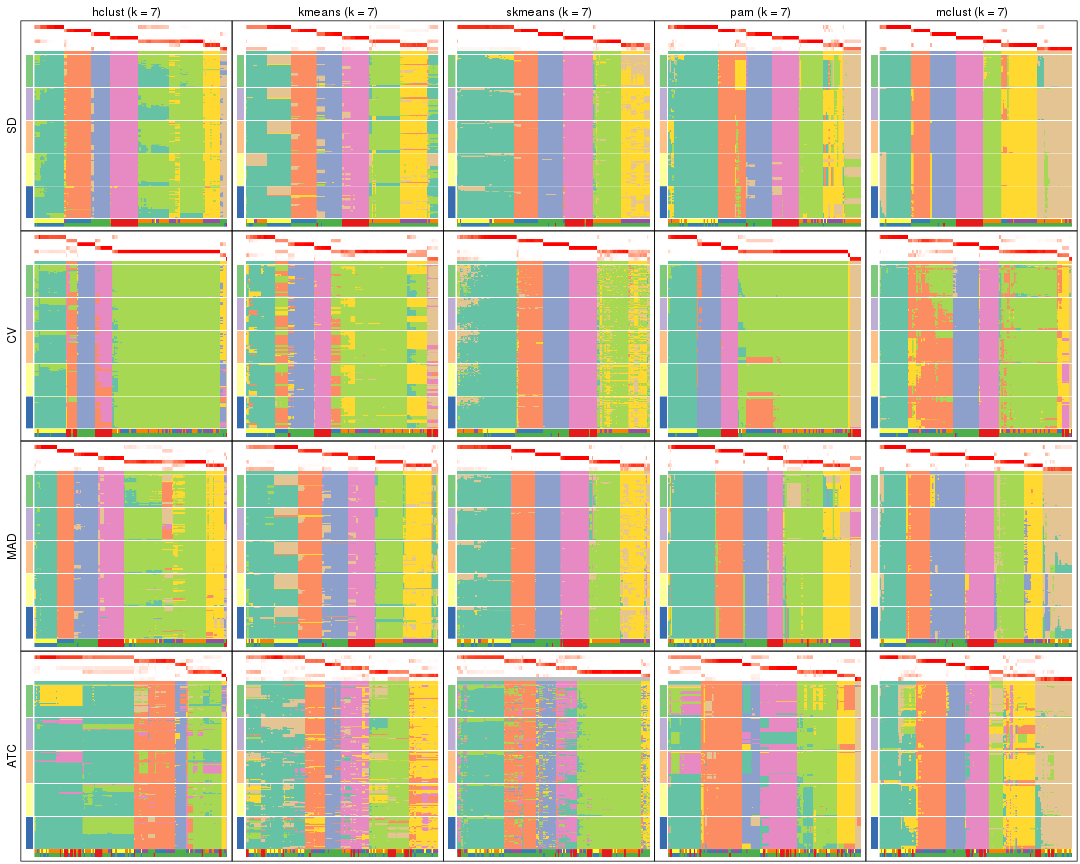 hclust (k = 7)
kmeans (k = 7)
skmeans (k = 7)
pam (k = 7)
mclust (k = 7)
SD
CV
MAD
ATC